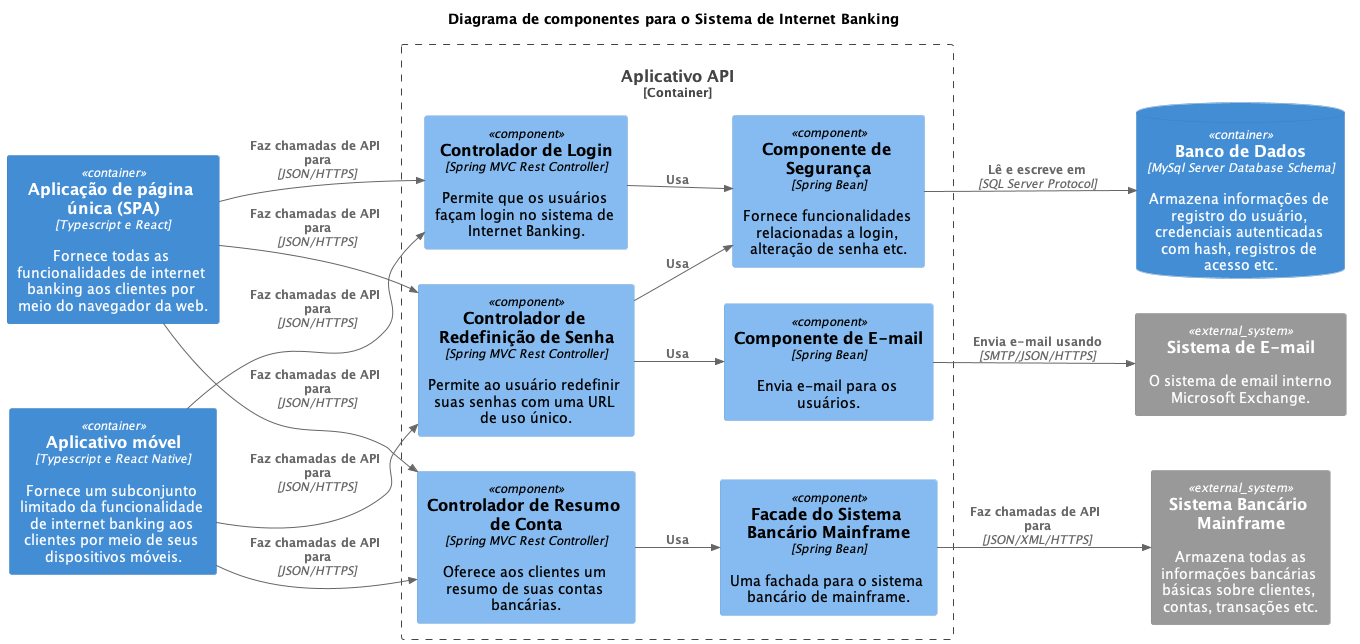 Diagrama de componentes para o Sistema de Internet Banking
Aplicativo API
[Container]
«container»
Aplicação de página
única (SPA)
[Typescript e React]
Fornece todas as
funcionalidades de internet
banking aos clientes por
meio do navegador da web.
«container»
Aplicativo móvel
[Typescript e React Native]
Fornece um subconjunto
limitado da funcionalidade
de internet banking aos
clientes por meio de seus
dispositivos móveis.
Faz chamadas de API
para
[JSON/HTTPS]
Faz chamadas de API
para
[JSON/HTTPS]
Faz chamadas de API
para
[JSON/HTTPS]
Faz chamadas de API
para
[JSON/HTTPS]
Faz chamadas de API
para
[JSON/HTTPS]
Faz chamadas de API
para
[JSON/HTTPS]
«component»
Controlador de Login
[Spring MVC Rest Controller]
Permite que os usuários
façam login no sistema de
Internet Banking.
«component»
Controlador de
Redefinição de Senha
[Spring MVC Rest Controller]
Permite ao usuário redefinir
suas senhas com uma URL
de uso único.
«component»
Controlador de Resumo
de Conta
[Spring MVC Rest Controller]
Oferece aos clientes um
resumo de suas contas
bancárias.
Usa
Usa
Usa
Usa
«component»
Componente de
Segurança
[Spring Bean]
Fornece funcionalidades
relacionadas a login,
alteração de senha etc.
«component»
Componente de E-mail
[Spring Bean]
Envia e-mail para os
usuários.
«component»
Facade do Sistema
Bancário Mainframe
[Spring Bean]
Uma fachada para o sistema
bancário de mainframe.
Lê e escreve em
[SQL Server Protocol]
Envia e-mail usando
[SMTP/JSON/HTTPS]
Faz chamadas de API
para
[JSON/XML/HTTPS]
«container»
Banco de Dados
[MySql Server Database Schema]
Armazena informações de
registro do usuário,
credenciais autenticadas
com hash, registros de
acesso etc.
«external_system»
Sistema de E-mail
O sistema de email interno
Microsoft Exchange.
«external_system»
Sistema Bancário
Mainframe
Armazena todas as
informações bancárias
básicas sobre clientes,
contas, transações etc.